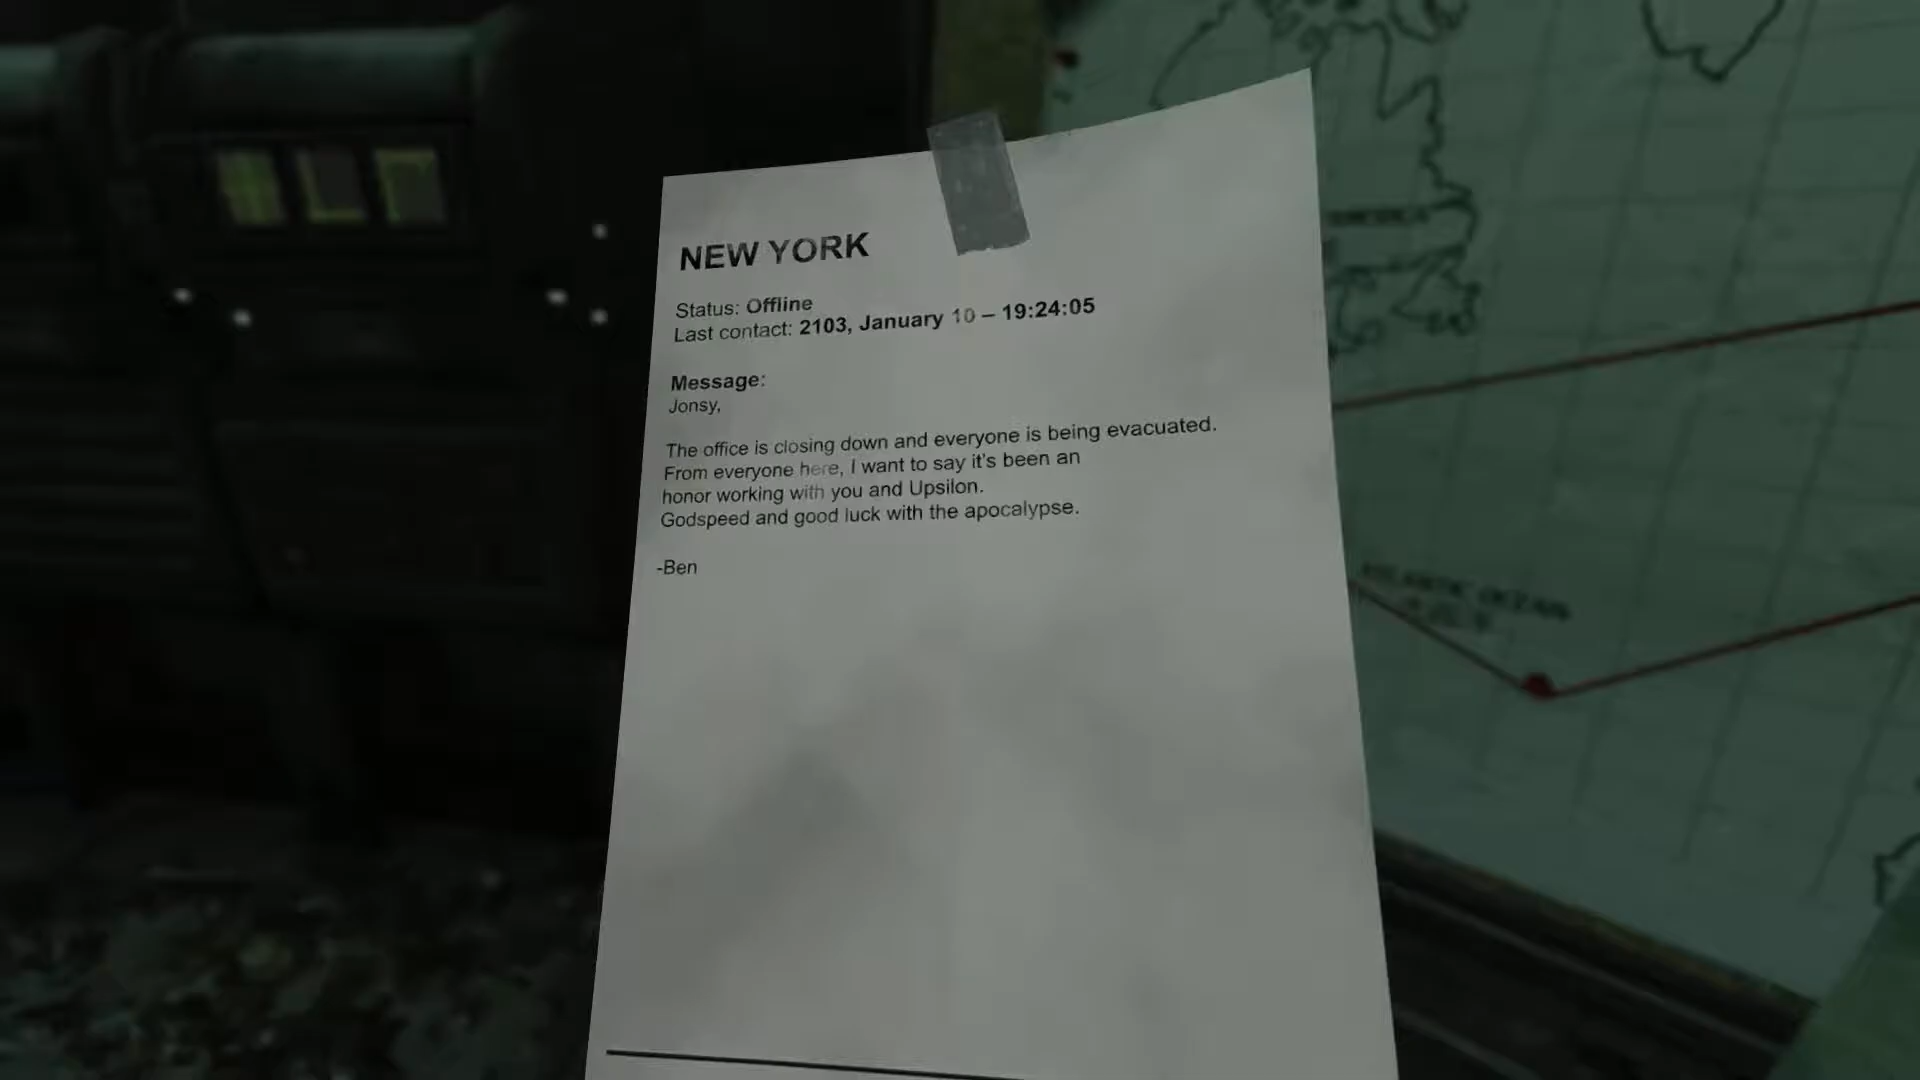 NEW YORK
Status: Offline
Last contact: 2103, January 10 – 19:24:05
Message:
Jonsy,
The office is closing down and everyone is being evacuated.
From everyone here, I want to say it's been an
honor working with you and Upsilon.
Godspeed and good luck with the apocalypse.
-Ben
ATLANTIC OCEAN